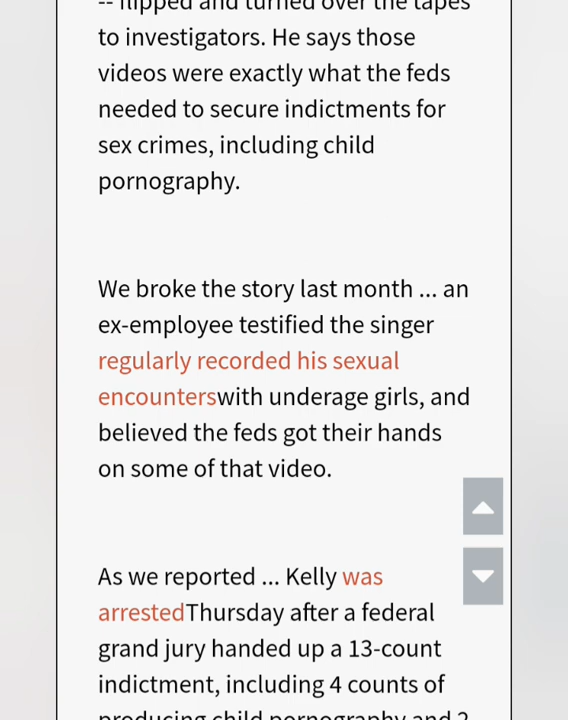 -- flipped and turned over the tapes
to investigators. He says those
videos were exactly what the feds
needed to secure indictments for
sex crimes, including child
pornography.
We broke the story last month ... an
ex-employee testified the singer
regularly recorded his sexual
encounterswith underage girls, and
believed the feds got their hands
on some of that video.
As we reported ... Kelly was
arrestedThursday after a federal
grand jury handed up a 13-count
indictment, including 4 counts of
producing child pornography and 2